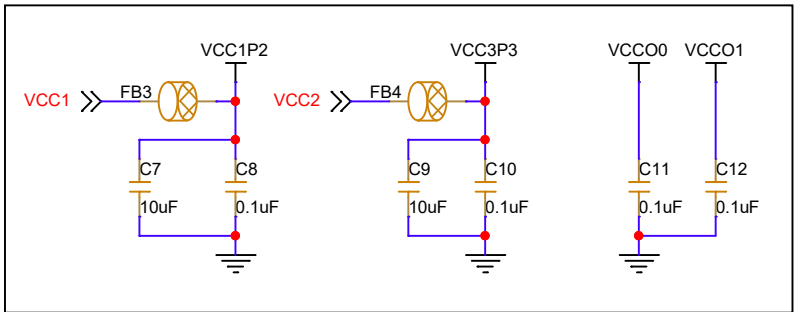 VCC1P2 VCC3P3 VCCO0 VCCO1
VCC1 FB3 VCC2 FB4
C7 C8 C9 C10 C11 C12
10uF 0.1uF 10uF 0.1uF 0.1uF 0.1uF